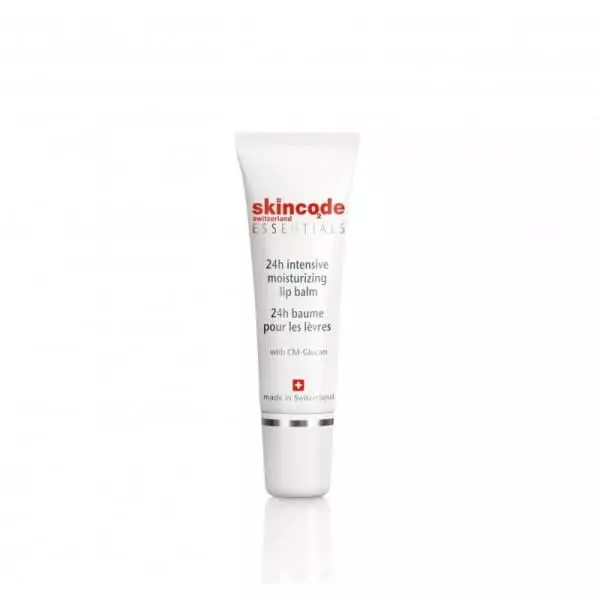 skincode
switzerland
ESSENTIALS
24h intensive
moisturizing
lip balm
24h baume
pour les lèvres
with CM-Glucan
made in Switzerland